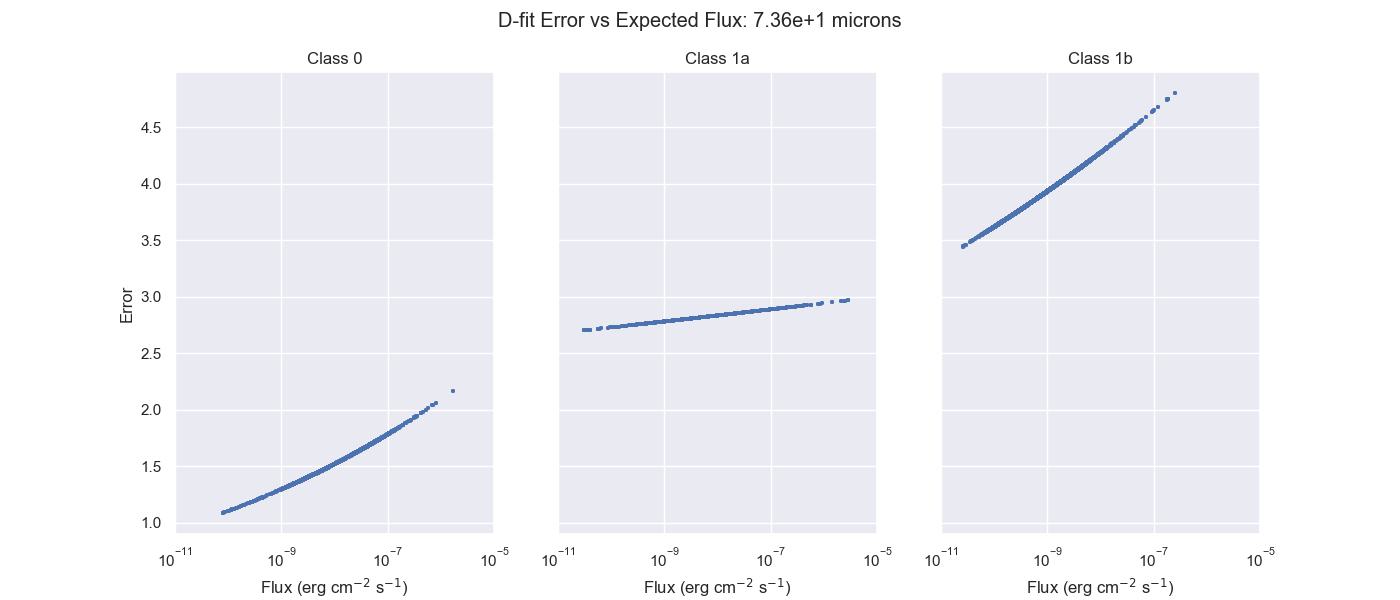 D-fit Error vs Expected Flux: 7.36e+1 microns
Class 0
Class 1a
Class 1b
Error
4.5
4.0
3.5
3.0
2.5
2.0
1.5
1.0
10⁻¹¹ 10⁻⁹ 10⁻⁷ 10⁻⁵
10⁻¹¹ 10⁻⁹ 10⁻⁷ 10⁻⁵
10⁻¹¹ 10⁻⁹ 10⁻⁷ 10⁻⁵
Flux (erg cm⁻² s⁻¹)
Flux (erg cm⁻² s⁻¹)
Flux (erg cm⁻² s⁻¹)